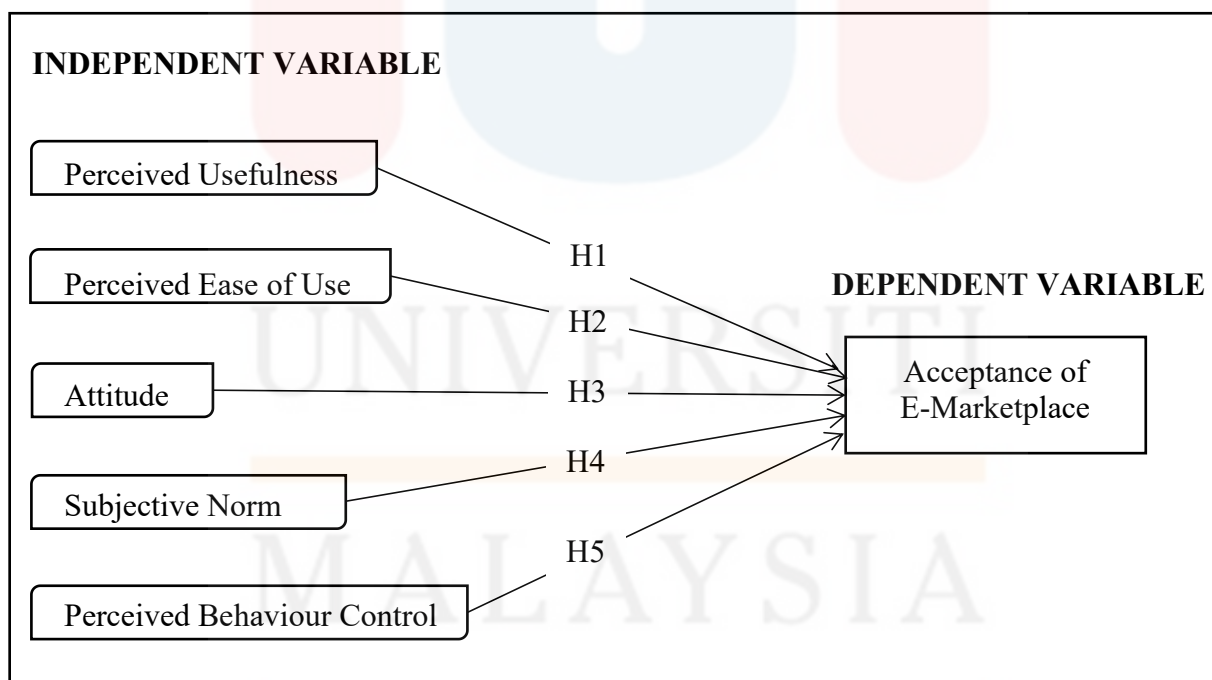 INDEPENDENT VARIABLE
Perceived Usefulness
H1
Perceived Ease of Use
DEPENDENT VARIABLE
H2
UNIVERSITI
Acceptance of
E-Marketplace
Attitude
H3
H4
Subjective Norm
H5
MALAYSIA
Perceived Behaviour Control